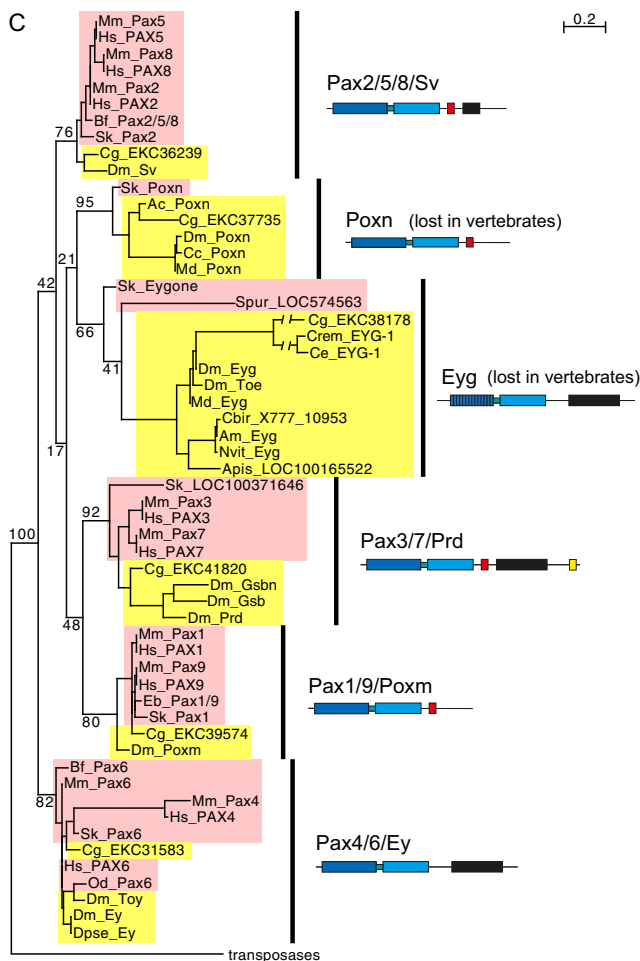 C
0.2
Mm_Pax5
Hs_PAX5
Mm_Pax8
Hs_PAX8
Mm_Pax2
Hs_PAX2
Bf_Pax2/5/8
Sk_Pax2
Cg_EKC36239
Dm_Sv
76
Pax2/5/8/Sv
Sk_Poxn
Ac_Poxn
Cg_EKC37735
Dm_Poxn
Cc_Poxn
Md_Poxn
95
Poxn (lost in vertebrates)
21
42
Sk_Eygone
Spur_LOC574563
Cg_EKC38178
Crem_EYG-1
Ce_EYG-1
Dm_Eyg
Dm_Toe
Md_Eyg
Cbir_X777_10953
Am_Eyg
Nvit_Eyg
Apis_LOC100165522
66
41
Eyg (lost in vertebrates)
17
Sk_LOC100371646
Mm_Pax3
Hs_PAX3
Mm_Pax7
Hs_PAX7
Cg_EKC41820
Dm_Gsbn
Dm_Gsb
Dm_Prd
92
Pax3/7/Prd
100
48
Mm_Pax1
Hs_PAX1
Mm_Pax9
Hs_PAX9
Eb_Pax1/9
Sk_Pax1
Cg_EKC39574
Dm_Poxm
80
Pax1/9/Poxm
Bf_Pax6
Mm_Pax6
Mm_Pax4
Hs_PAX4
Sk_Pax6
Cg_EKC31583
Hs_PAX6
Od_Pax6
Dm_Toy
Dm_Ey
Dpse_Ey
82
Pax4/6/Ey
transposases